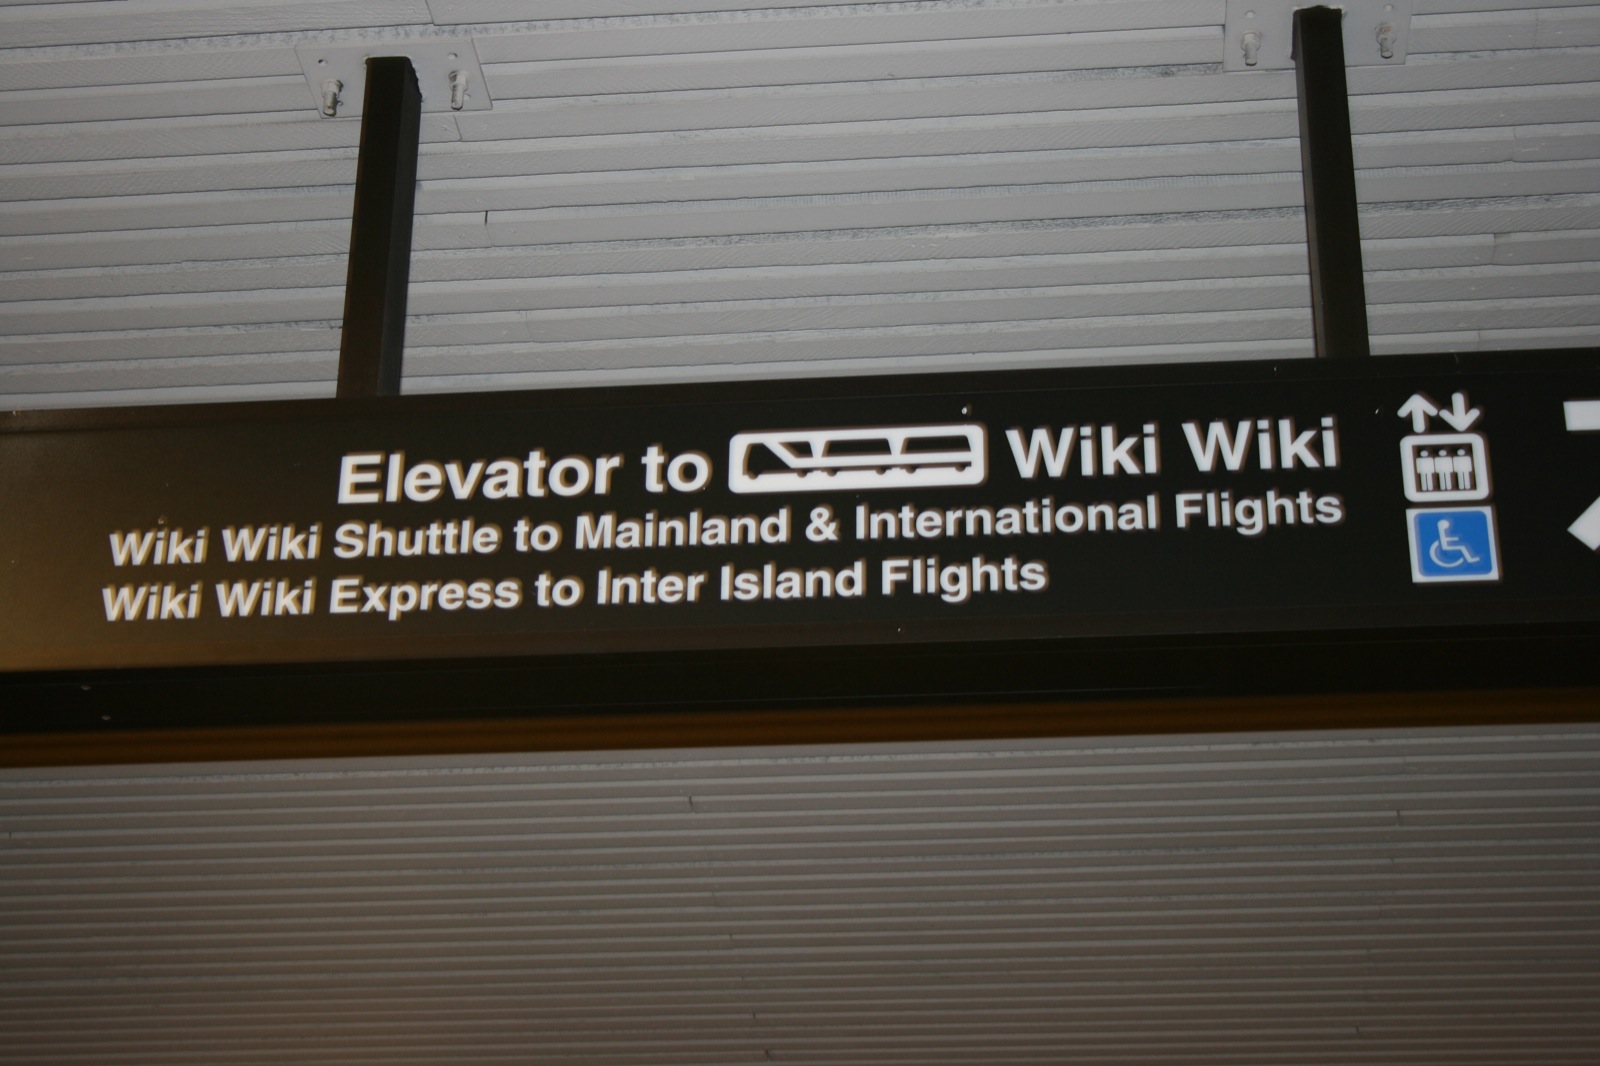 Elevator to Wiki Wiki
Wiki Wiki Shuttle to Mainland & International Flights
Wiki Wiki Express to Inter Island Flights